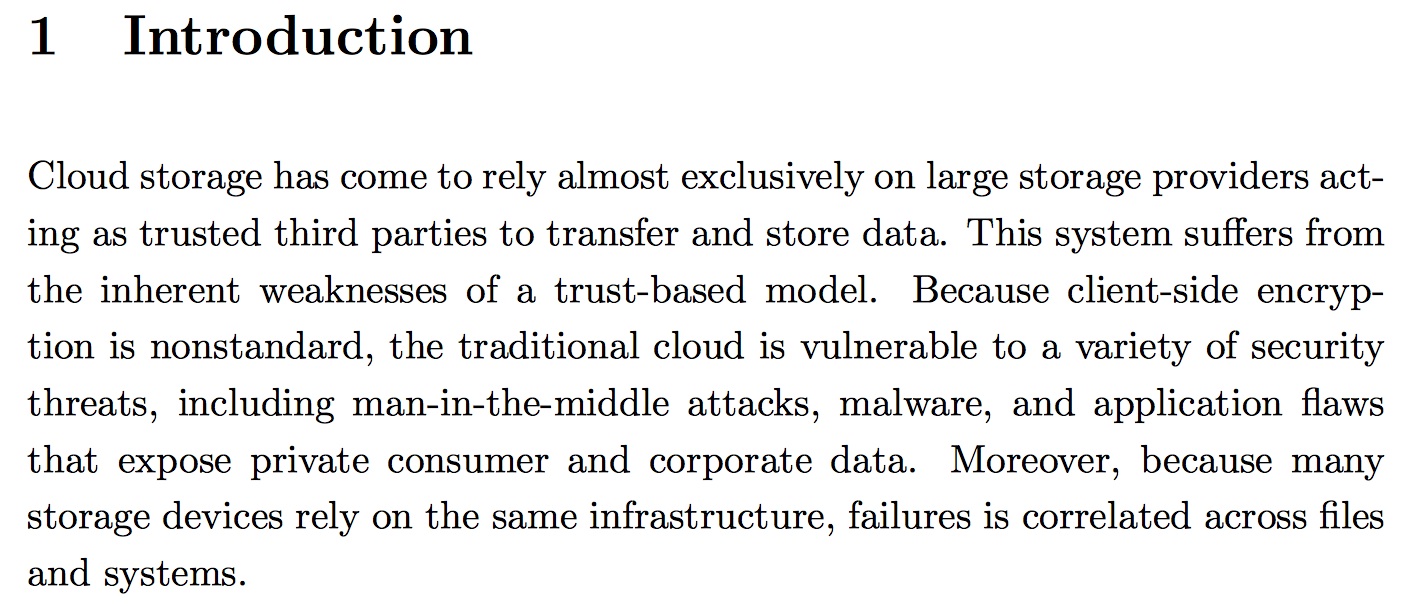 1 Introduction
Cloud storage has come to rely almost exclusively on large storage providers act-
ing as trusted third parties to transfer and store data. This system suffers from
the inherent weaknesses of a trust-based model. Because client-side encryp-
tion is nonstandard, the traditional cloud is vulnerable to a variety of security
threats, including man-in-the-middle attacks, malware, and application flaws
that expose private consumer and corporate data. Moreover, because many
storage devices rely on the same infrastructure, failures is correlated across files
and systems.